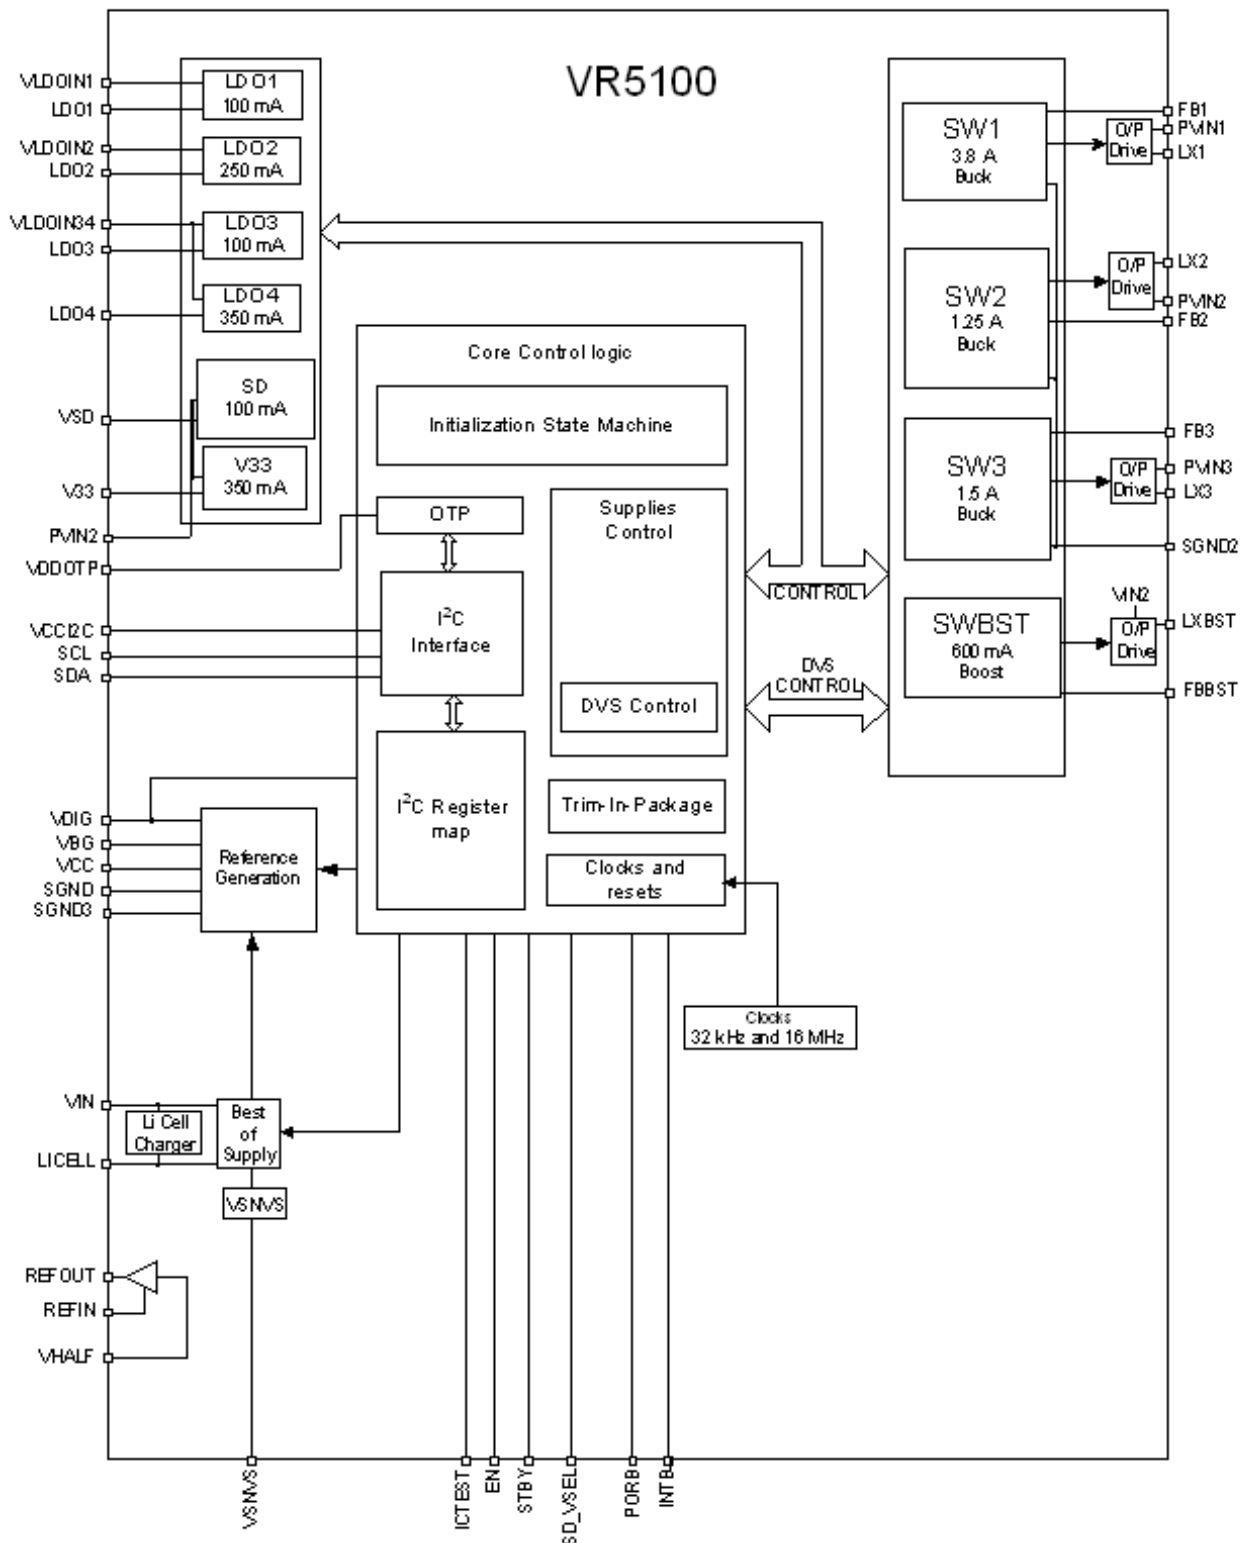 VR5100
VLDOIN1
LDO1
VLDOIN2
LDO2
VLDOIN34
LDO3
LDO4
VSD
V33
PVIN2
VDDOTP
VCCI2C
SCL
SDA
VDIG
VBG
VCC
SGND
SGND3
VIN
LICELL
REFOUT
REFIN
VHALF
LDO1
100 mA
LDO2
250 mA
LDO3
100 mA
LDO4
350 mA
SD
100 mA
V33
350 mA
Core Control logic
Initialization State Machine
OTP
I²C
Interface
I²C Register
map
Supplies
Control
DVS Control
Trim-In-Package
Clocks and
resets
Clocks
32 kHz and 16 MHz
Reference
Generation
Li Cell
Charger
Best
of
Supply
VSNVS
CONTROL
DVS
CONTROL
SW1
3.8 A
Buck
SW2
1.25 A
Buck
SW3
1.5 A
Buck
SWBST
600 mA
Boost
O/P
Drive
O/P
Drive
O/P
Drive
VIN2
O/P
Drive
FB1
PVIN1
LX1
LX2
PVIN2
FB2
FB3
PVIN3
LX3
SGND2
LXBST
FBBST
VSNVS
ICTEST
EN
STBY
SD_VSEL
PORB
INTB